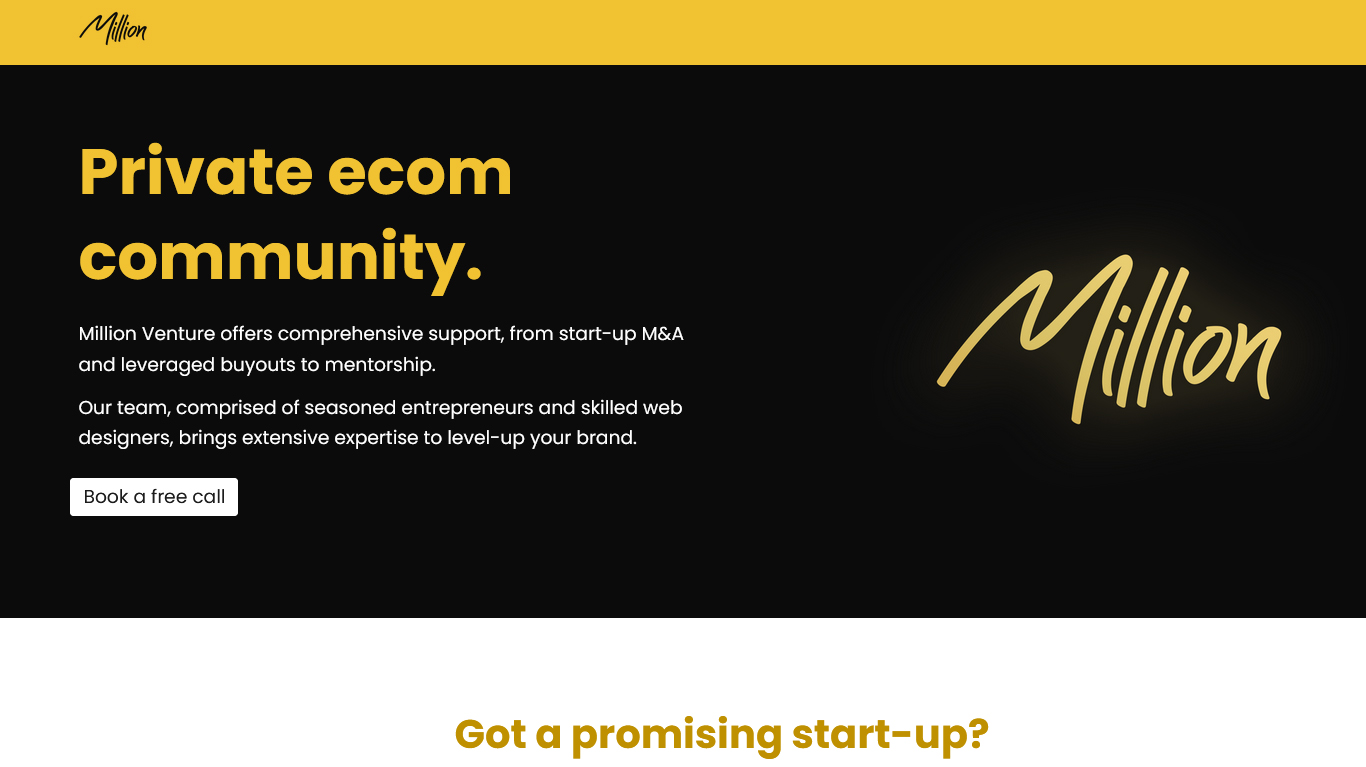 Million
Private ecom
community.
Million Venture offers comprehensive support, from start-up M&A
and leveraged buyouts to mentorship.
Our team, comprised of seasoned entrepreneurs and skilled web
designers, brings extensive expertise to level-up your brand.
Book a free call
Million
Got a promising start-up?